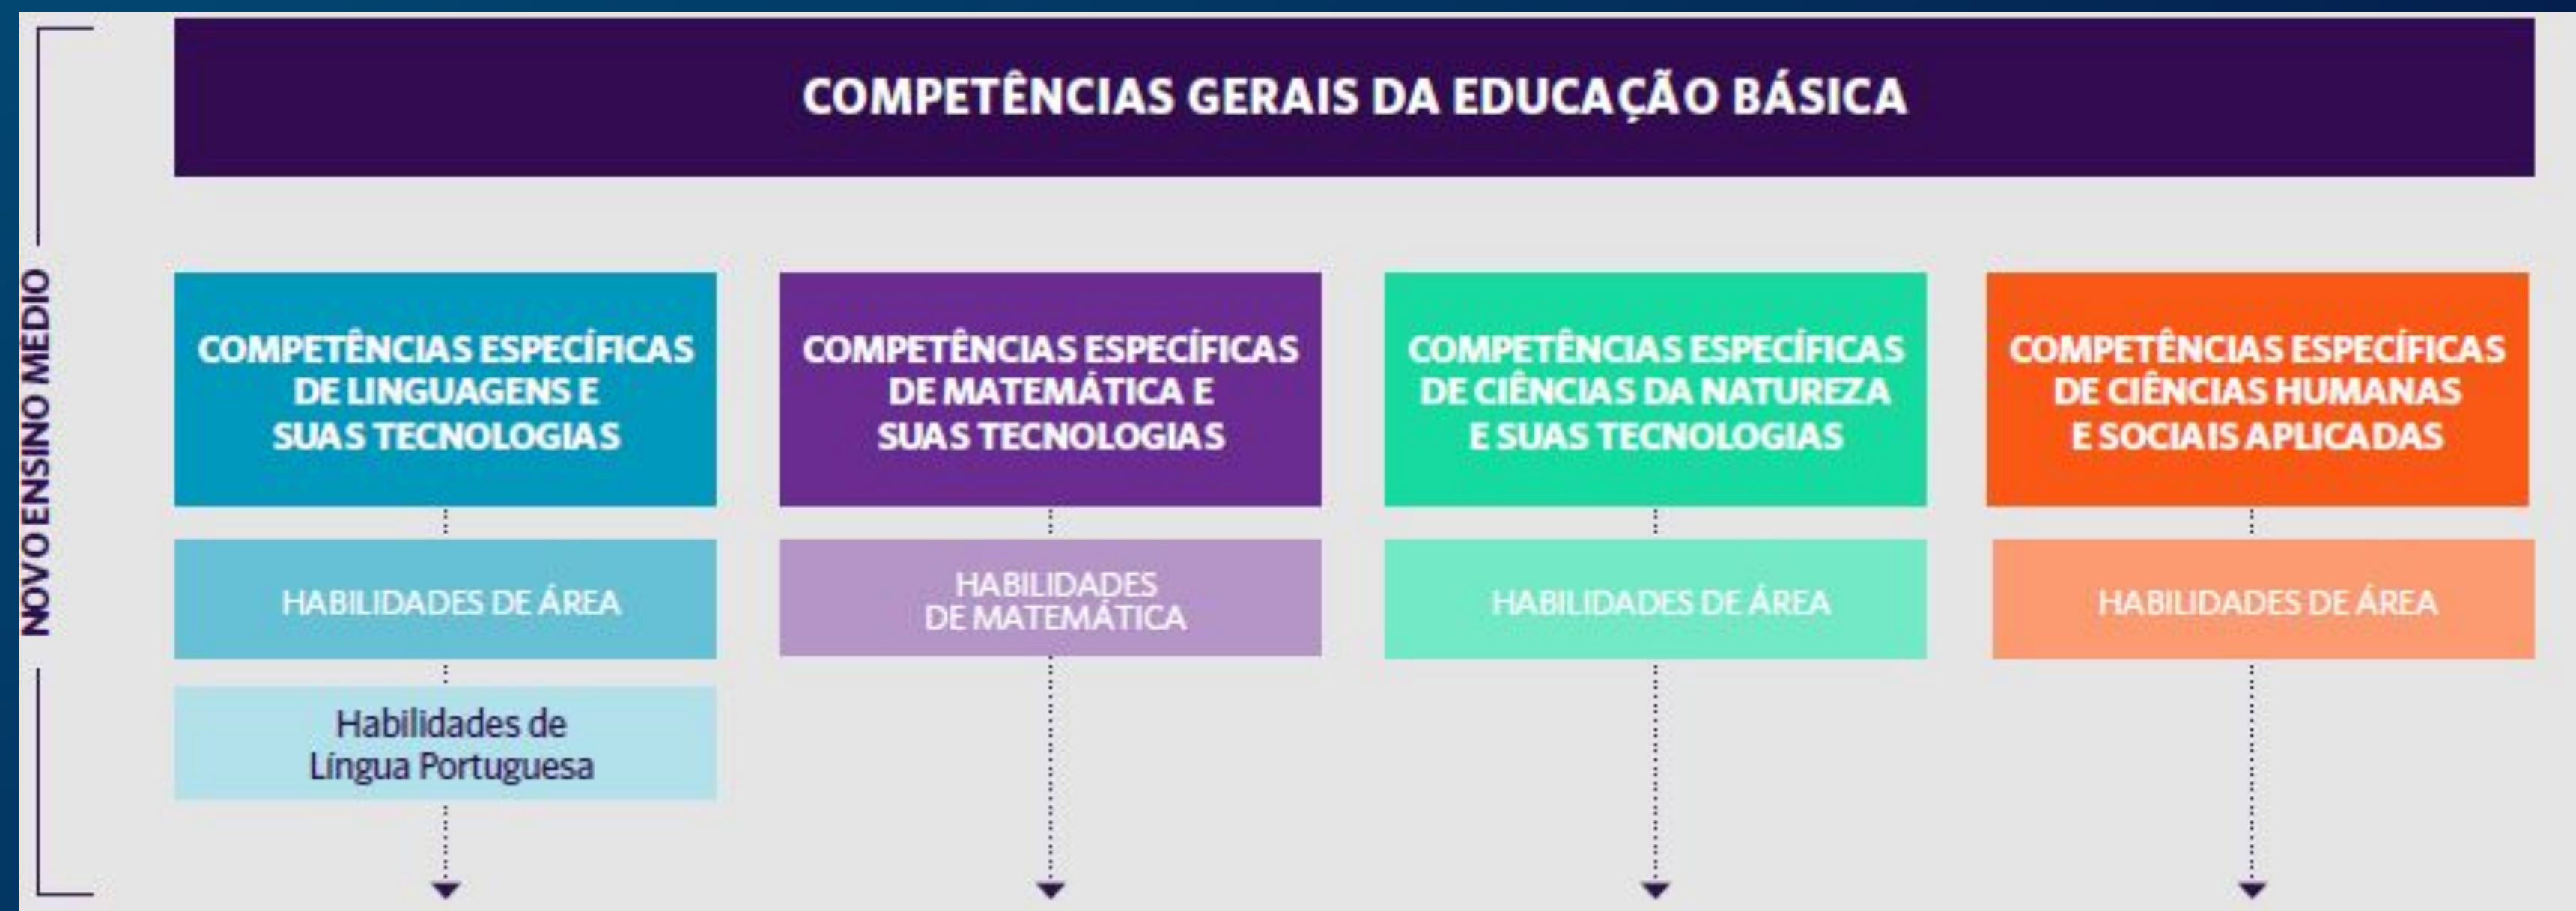 COMPETÊNCIAS GERAIS DA EDUCAÇÃO BÁSICA
NOVO ENSINO MÉDIO
COMPETÊNCIAS ESPECÍFICAS
DE LINGUAGENS E
SUAS TECNOLOGIAS
HABILIDADES DE ÁREA
Habilidades de
Língua Portuguesa
COMPETÊNCIAS ESPECÍFICAS
DE MATEMÁTICA E
SUAS TECNOLOGIAS
HABILIDADES
DE MATEMÁTICA
COMPETÊNCIAS ESPECÍFICAS
DE CIÊNCIAS DA NATUREZA
E SUAS TECNOLOGIAS
HABILIDADES DE ÁREA
COMPETÊNCIAS ESPECÍFICAS
DE CIÊNCIAS HUMANAS
E SOCIAIS APLICADAS
HABILIDADES DE ÁREA